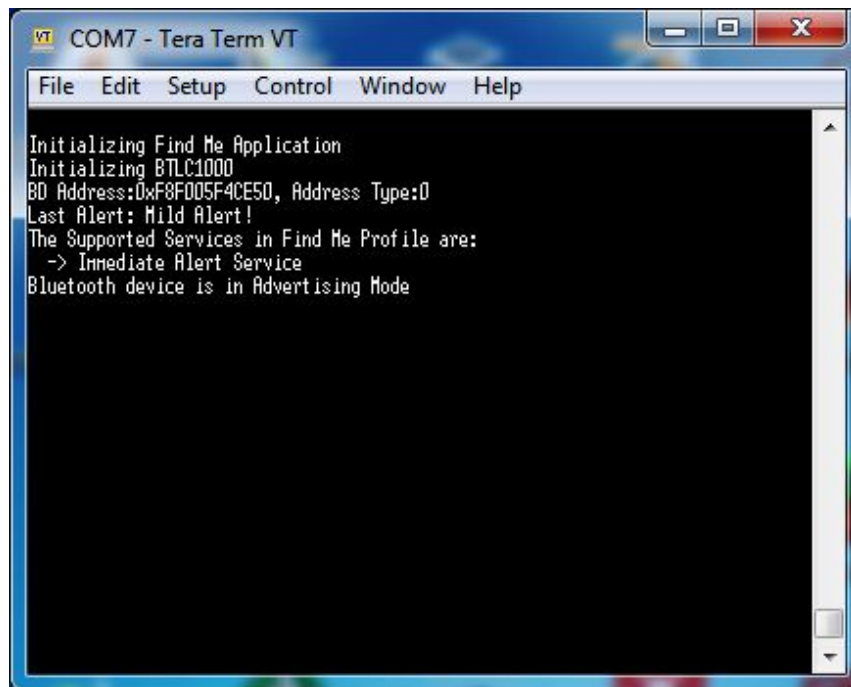 COM7 - Tera Term VT
File Edit Setup Control Window Help
Initializing Find Me Application
Initializing BTLC1000
BD Address:0xF8F005F4CE50, Address Type:0
Last Alert: Mild Alert!
The Supported Services in Find Me Profile are:
-> Immediate Alert Service
Bluetooth device is in Advertising Mode